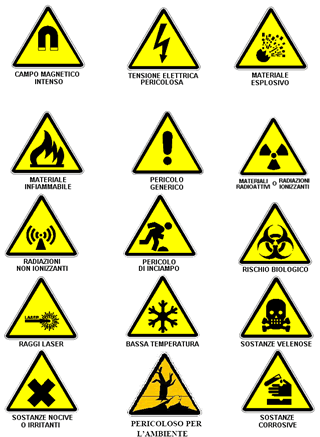 CAMPO MAGNETICO
INTENSO
TENSIONE ELETTRICA
PERICOLOSA
MATERIALE
ESPLOSIVO
MATERIALE
INFIAMMABILE
PERICOLO
GENERICO
MATERIALI O RADIAZIONI
RADIOATTIVI IONIZZANTI
RADIAZIONI
NON IONIZZANTI
PERICOLO
DI INCIAMPO
RISCHIO BIOLOGICO
LASER
RAGGI LASER
BASSA TEMPERATURA
SOSTANZE VELENOSE
SOSTANZE NOCIVE
O IRRITANTI
PERICOLOSO PER
L'AMBIENTE
SOSTANZE
CORROSIVE